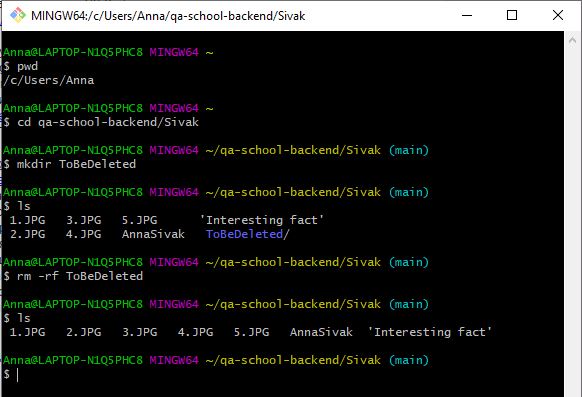 MINGW64:/c/Users/Anna/qa-school-backend/Sivak
Anna@LAPTOP-N1Q5PHC8 MINGW64 ~
$ pwd
/c/Users/Anna
Anna@LAPTOP-N1Q5PHC8 MINGW64 ~
$ cd qa-school-backend/Sivak
Anna@LAPTOP-N1Q5PHC8 MINGW64 ~/qa-school-backend/Sivak (main)
$ mkdir ToBeDeleted
Anna@LAPTOP-N1Q5PHC8 MINGW64 ~/qa-school-backend/Sivak (main)
$ ls
1.JPG 3.JPG 5.JPG 'Interesting fact'
2.JPG 4.JPG AnnaSivak ToBeDeleted/
Anna@LAPTOP-N1Q5PHC8 MINGW64 ~/qa-school-backend/Sivak (main)
$ rm -rf ToBeDeleted
Anna@LAPTOP-N1Q5PHC8 MINGW64 ~/qa-school-backend/Sivak (main)
$ ls
1.JPG 2.JPG 3.JPG 4.JPG 5.JPG AnnaSivak 'Interesting fact'
Anna@LAPTOP-N1Q5PHC8 MINGW64 ~/qa-school-backend/Sivak (main)
$